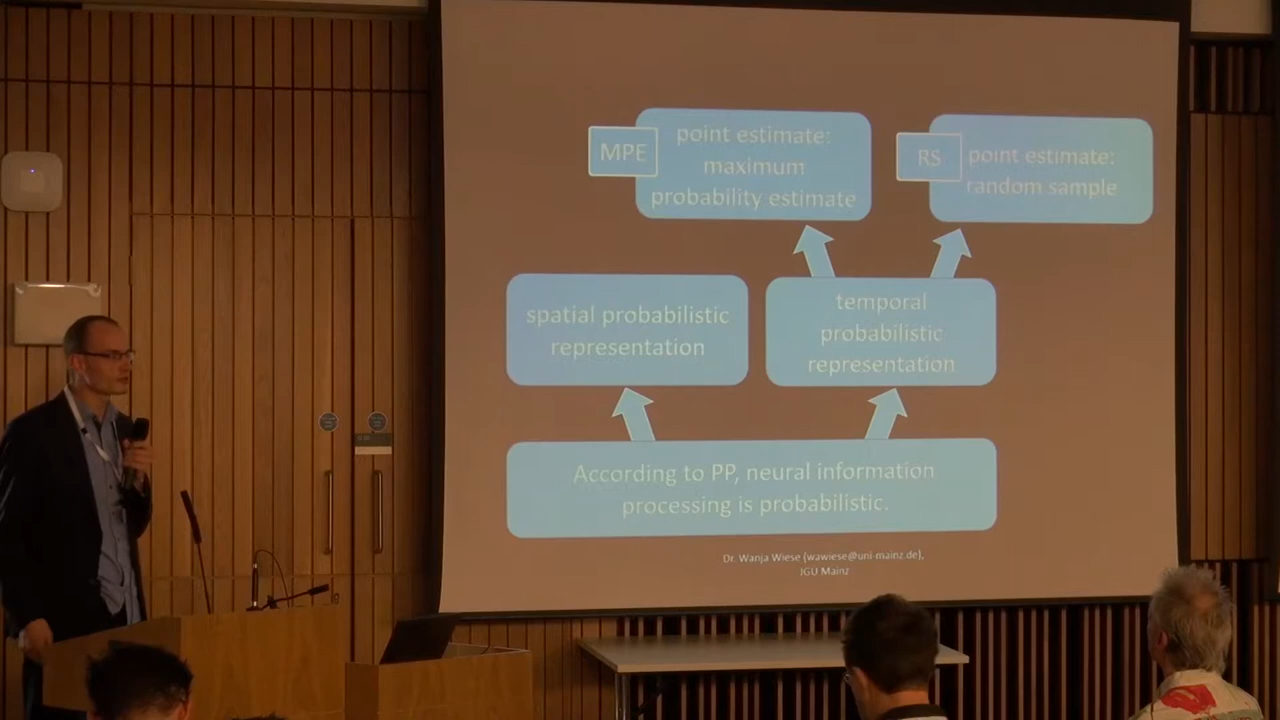 MPE
point estimate:
maximum
probability estimate
RS
point estimate:
random sample
spatial probabilistic
representation
temporal
probabilistic
representation
According to PP, neural information
processing is probabilistic.
Dr. Wanja Wiese (wawiese@uni-mainz.de),
JGU Mainz